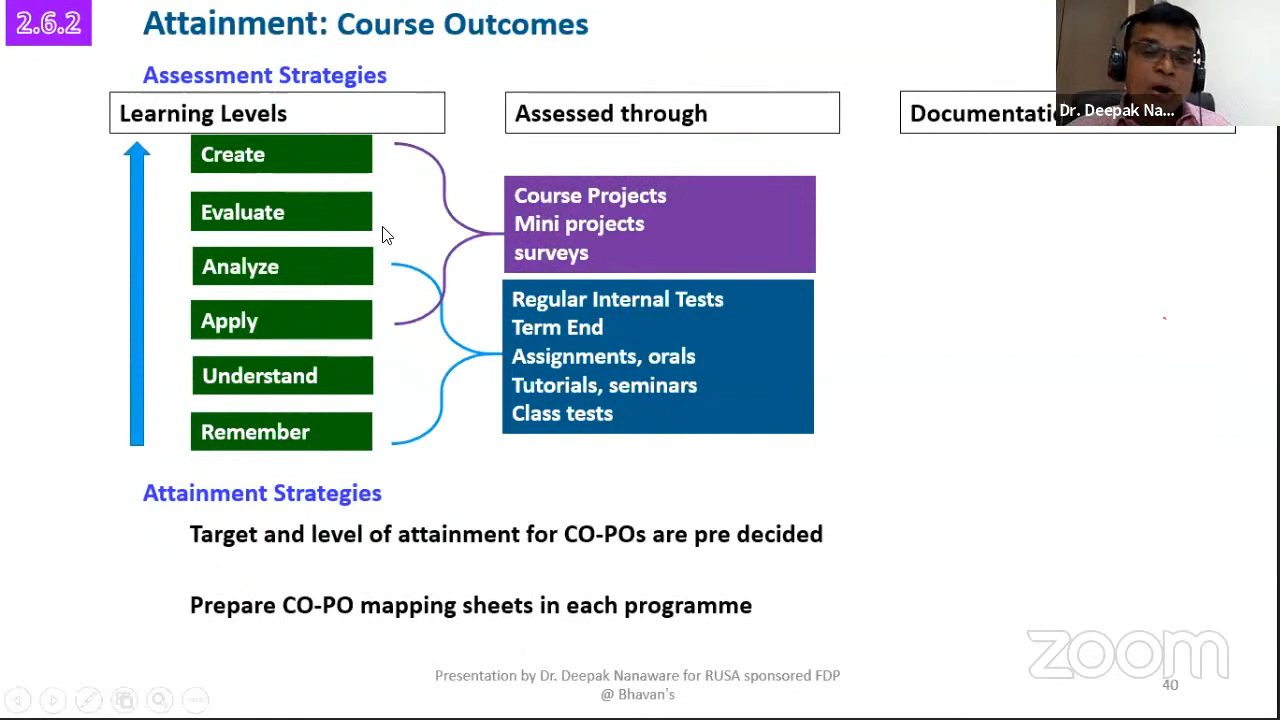 2.6.2
Attainment: Course Outcomes
Assessment Strategies
Learning Levels
Assessed through
Dr. Deepak Na...
Create
Evaluate
Analyze
Apply
Understand
Remember
Course Projects
Mini projects
surveys
Regular Internal Tests
Term End
Assignments, orals
Tutorials, seminars
Class tests
Attainment Strategies
Target and level of attainment for CO-POs are pre decided
Prepare CO-PO mapping sheets in each programme
Presentation by Dr. Deepak Nanaware for RUSA sponsored FDP
@ Bhavan's
zoom
40